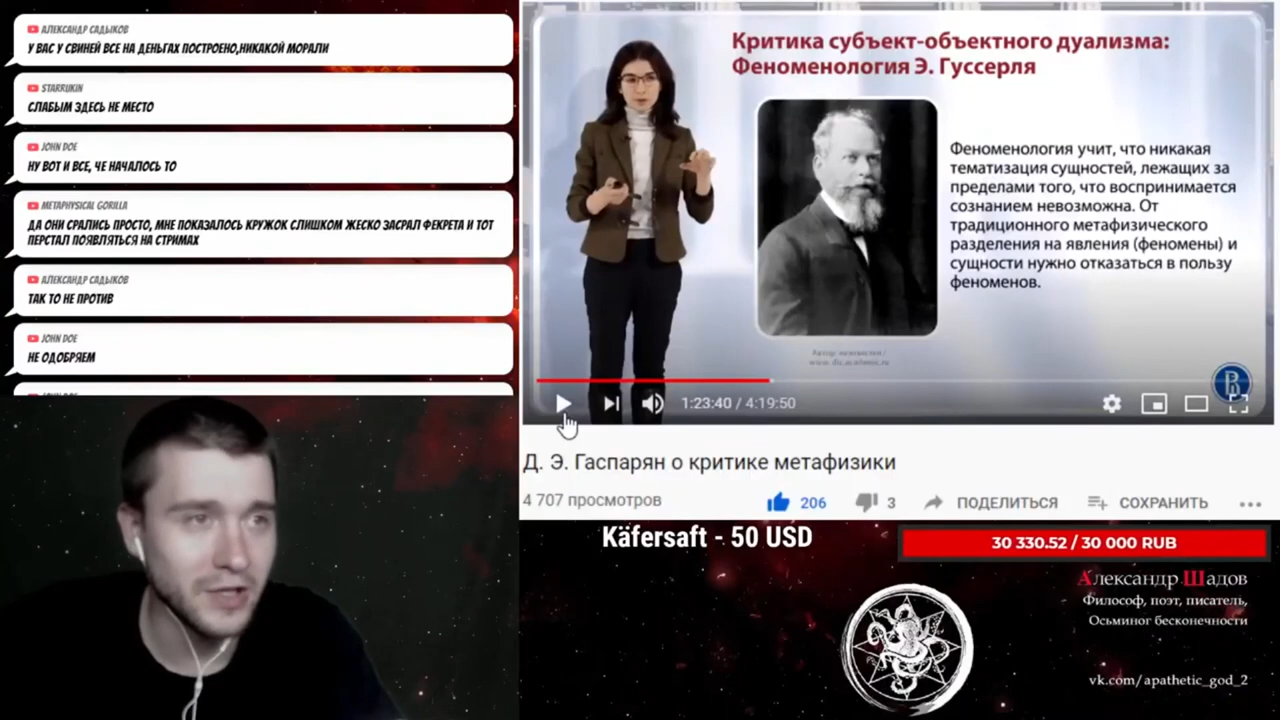 АЛЕКСАНДР САДЫКОВ
У ВАС У СВИНЕЙ ВСЕ НА ДЕНЬГАХ ПОСТРОЕНО,НИКАКОЙ МОРАЛИ
STARRUKIN
СЛАБЫМ ЗДЕСЬ НЕ МЕСТО
JOHN DOE
НУ ВОТ И ВСЕ, ЧЕ НАЧАЛОСЬ ТО
METAPHYSICAL GORILLA
ДА ОНИ СРАЛИСЬ ПРОСТО, МНЕ ПОКАЗАЛОСЬ КРУЖОК СЛИШКОМ ЖЕСКО ЗАСРАЛ ФЕКРЕТА И ТОТ
ПЕРСТАЛ ПОЯВЛЯТЬСЯ НА СТРИМАХ
АЛЕКСАНДР САДЫКОВ
ТАК ТО НЕ ПРОТИВ
JOHN DOE
НЕ ОДОБРЯЕМ
Критика субъект-объектного дуализма:
Феноменология Э. Гуссерля
Феноменология учит, что никакая
тематизация сущностей, лежащих за
пределами того, что воспринимается
сознанием невозможна. От
традиционного метафизического
разделения на явления (феномены) и
сущности нужно отказаться в пользу
феноменов.
1:23:40 / 4:19:50
Д. Э. Гаспарян о критике метафизики
4 707 просмотров
206
3
ПОДЕЛИТЬСЯ
СОХРАНИТЬ
Käfersaft - 50 USD
30 330.52 / 30 000 RUB
Александр Шадов
Философ, поэт, писатель,
Осьминог бесконечности
vk.com/apathetic_god_2